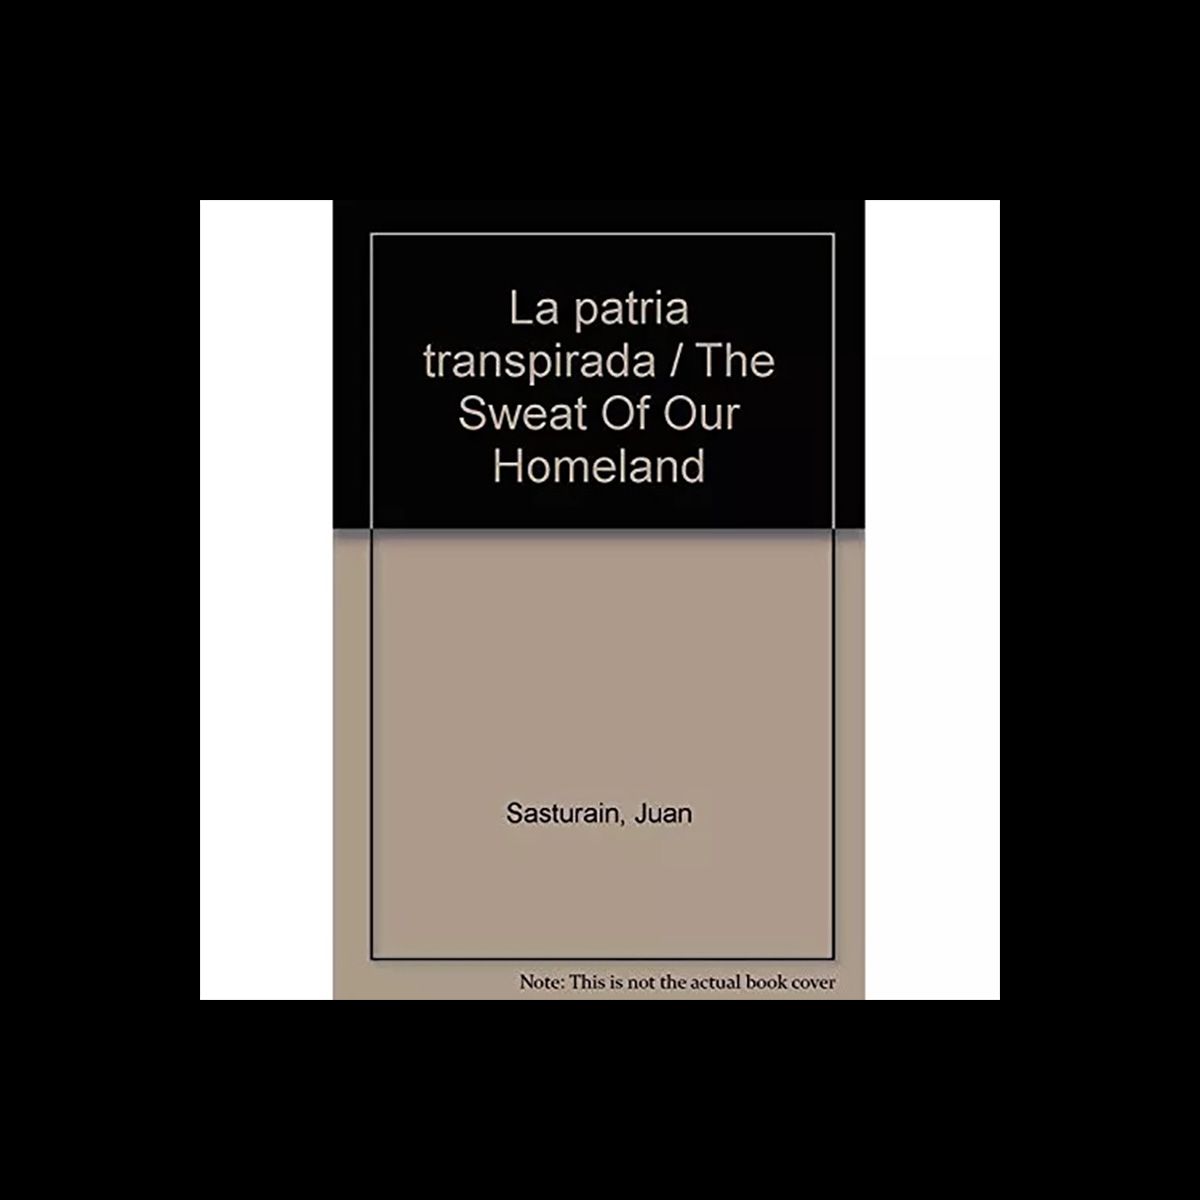 La patria
transpirada / The
Sweat Of Our
Homeland
Sasturain, Juan
Note: This is not the actual book cover